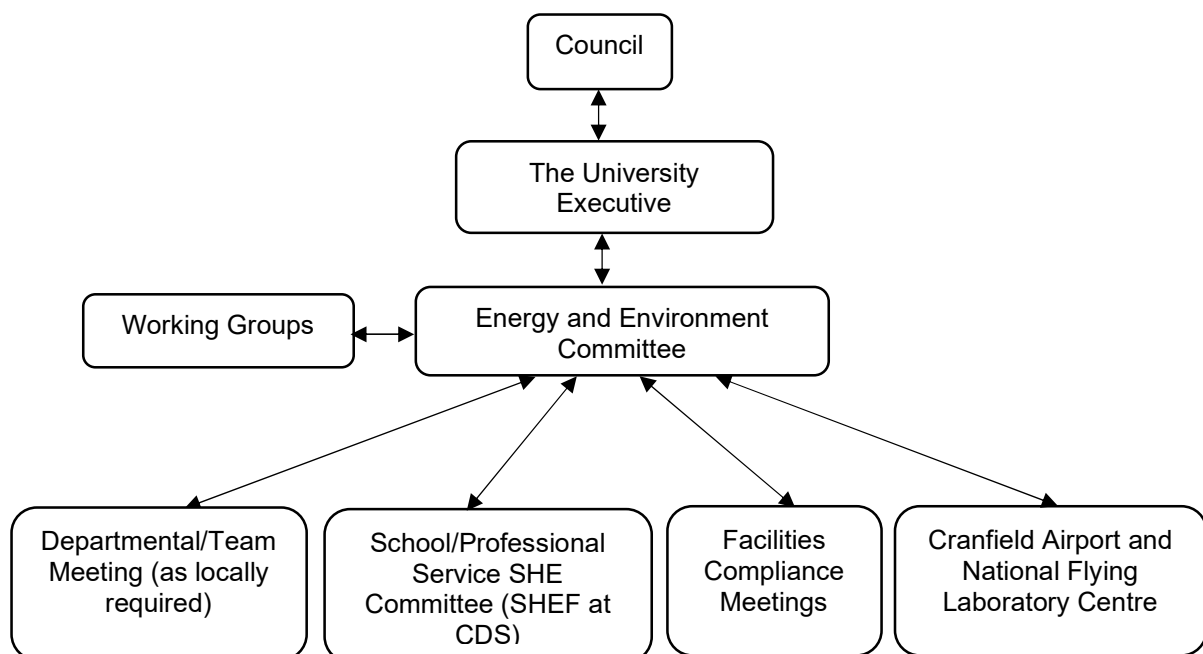 Council
The University
Executive
Working Groups
Energy and Environment
Committee
Departmental/Team
Meeting (as locally
required)
School/Professional
Service SHE
Committee (SHEF at
CDS)
Facilities
Compliance
Meetings
Cranfield Airport and
National Flying
Laboratory Centre